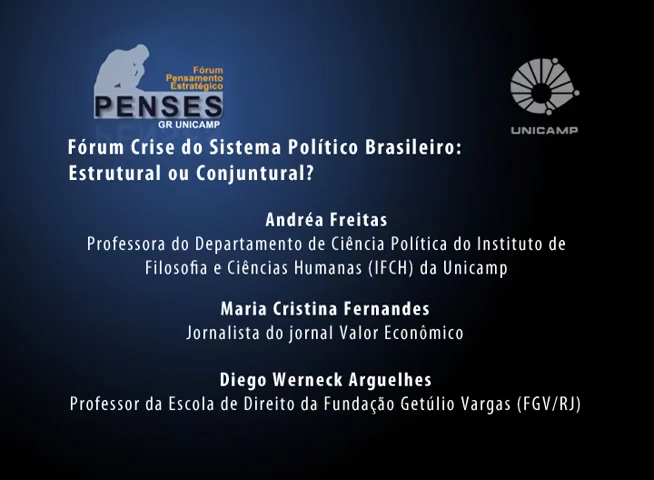 Fórum
Pensamento
Estratégico
PENSES
GR UNICAMP
UNICAMP
Fórum Crise do Sistema Político Brasileiro:
Estrutural ou Conjuntural?
Andréa Freitas
Professora do Departamento de Ciência Política do Instituto de
Filosofia e Ciências Humanas (IFCH) da Unicamp
Maria Cristina Fernandes
Jornalista do jornal Valor Econômico
Diego Werneck Arguelhes
Professor da Escola de Direito da Fundação Getúlio Vargas (FGV/RJ)